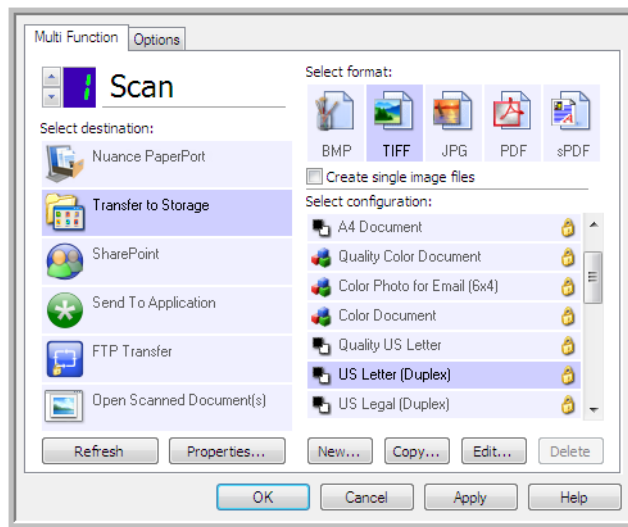 Multi Function
Options
1
Scan
Select destination:
Nuance PaperPort
Transfer to Storage
SharePoint
Send To Application
FTP Transfer
Open Scanned Document(s)
Refresh
Properties...
Select format:
BMP
TIFF
JPG
PDF
sPDF
Create single image files
Select configuration:
A4 Document
Quality Color Document
Color Photo for Email (6x4)
Color Document
Quality US Letter
US Letter (Duplex)
US Legal (Duplex)
New...
Copy...
Edit...
Delete
OK
Cancel
Apply
Help